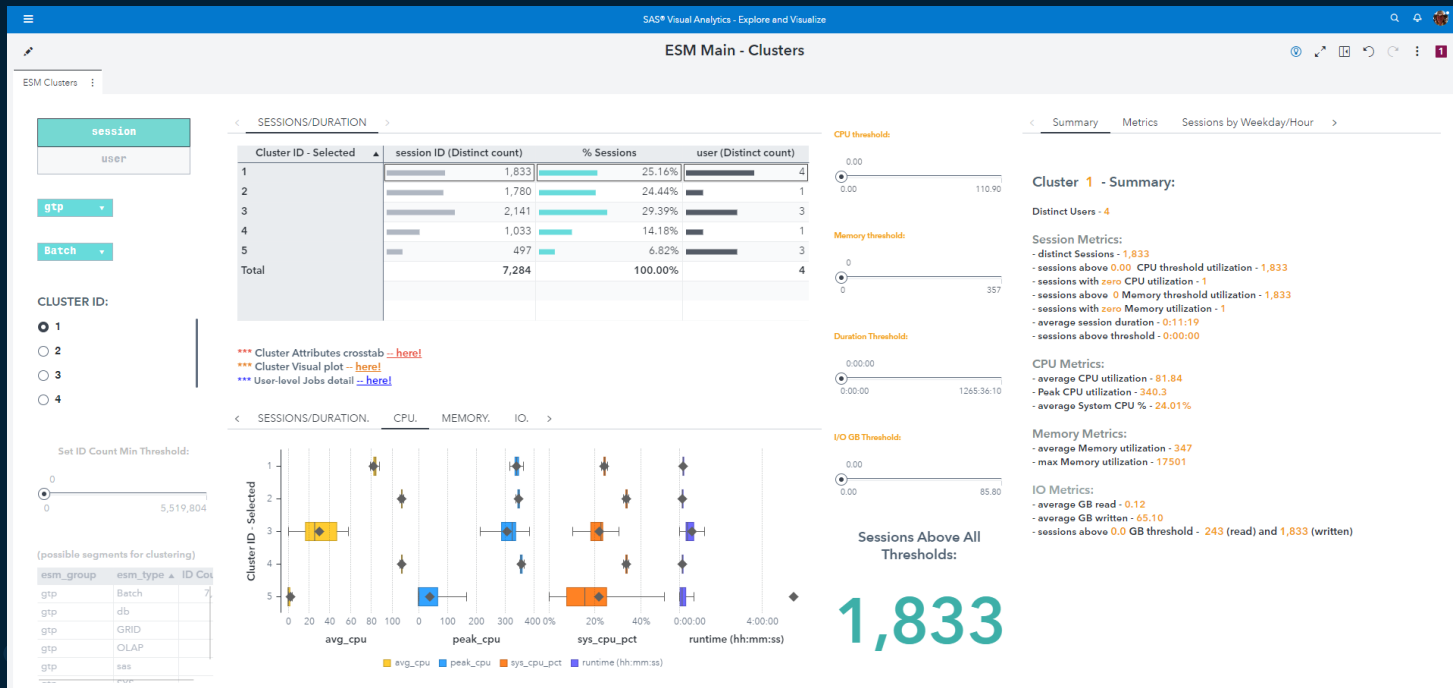 SAS® Visual Analytics - Explore and Visualize
ESM Main - Clusters
1
ESM Clusters
session
user
gtp
Batch
CLUSTER ID:
1
2
3
4
Set ID Count Min Threshold:
0
0 5,519,804
(possible segments for clustering)
esm_group esm_type ID Cou
gtp Batch 7,
gtp db
gtp GRID
gtp OLAP
gtp sas
SESSIONS/DURATION
Cluster ID - Selected session ID (Distinct count) % Sessions user (Distinct count)
1 1,833 25.16% 4
2 1,780 24.44% 1
3 2,141 29.39% 3
4 1,033 14.18% 1
5 497 6.82% 3
Total 7,284 100.00% 4
*** Cluster Attributes crosstab -- here!
*** Cluster Visual plot -- here!
*** User-level Jobs detail -- here!
SESSIONS/DURATION. CPU. MEMORY. IO.
Cluster ID - Selected
1
2
3
4
5
0 20 40 60 80 100 0 100 200 300 400 0% 20% 40% 0:00:00 4:00:00
avg_cpu peak_cpu sys_cpu_pct runtime (hh:mm:ss)
avg_cpu peak_cpu sys_cpu_pct runtime (hh:mm:ss)
CPU threshold:
0.00
0.00 110.90
Memory threshold:
0
0 357
Duration Threshold:
0:00:00
0:00:00 1265:36:10
I/O GB Threshold:
0.00
0.00 85.80
Sessions Above All
Thresholds:
1,833
Summary Metrics Sessions by Weekday/Hour
Cluster 1 - Summary:
Distinct Users - 4
Session Metrics:
- distinct Sessions - 1,833
- sessions above 0.00 CPU threshold utilization - 1,833
- sessions with zero CPU utilization - 1
- sessions above 0 Memory threshold utilization - 1,833
- sessions with zero Memory utilization - 1
- average session duration - 0:11:19
- sessions above threshold - 0:00:00
CPU Metrics:
- average CPU utilization - 81.84
- Peak CPU utilization - 340.3
- average System CPU % - 24.01%
Memory Metrics:
- average Memory utilization - 347
- max Memory utilization - 17501
IO Metrics:
- average GB read - 0.12
- average GB written - 65.10
- sessions above 0.0 GB threshold - 243 (read) and 1,833 (written)